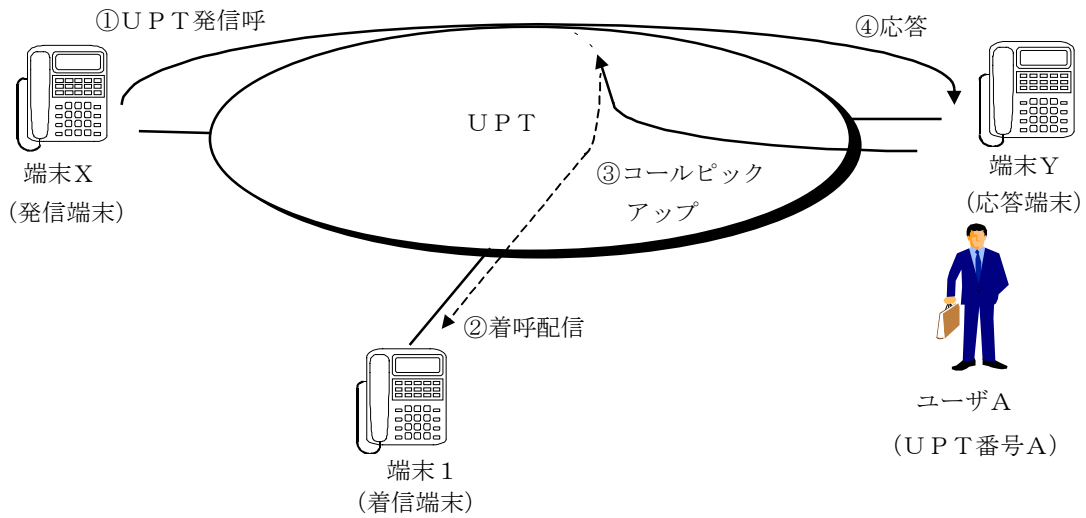 ①ＵＰＴ発信呼
④応答
ＵＰＴ
端末Ｘ
（発信端末）
③コールピック
アップ
端末Ｙ
（応答端末）
②着呼配信
端末１
（着信端末）
ユーザＡ
（ＵＰＴ番号Ａ）